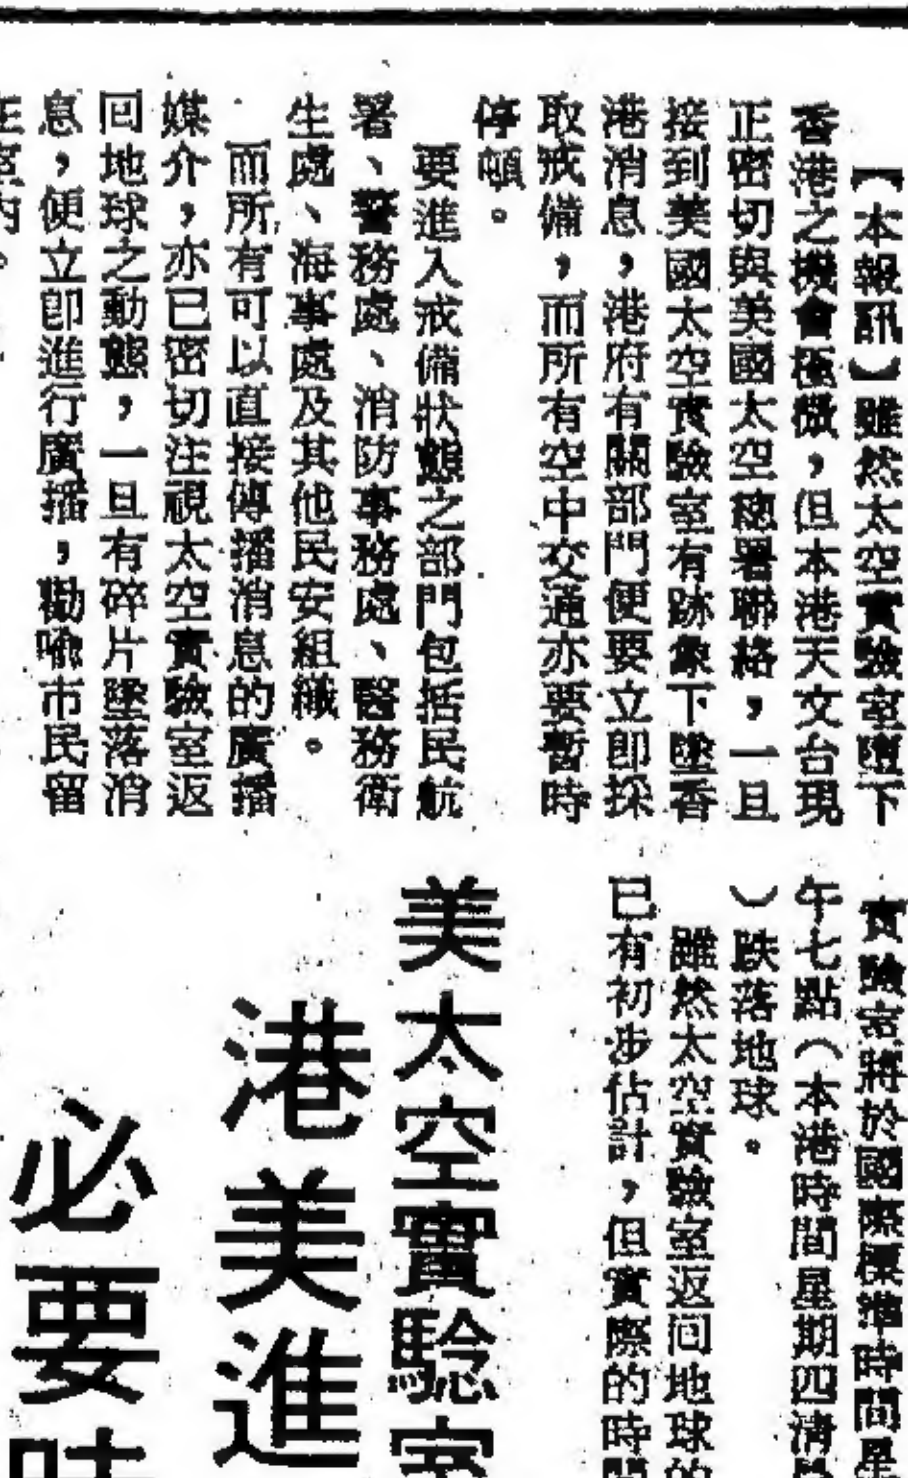 【本報訊】雖然太空實驗室墮下
香港之機會極微，但本港天文台現
正密切與美國太空總署聯絡，一旦
接到美國太空實驗室有跡象下墜香
港消息，港府有關部門便要立即採
取戒備，而所有空中交通亦要暫時
停頓。
要進入戒備狀態之部門包括民航
署、警務處、消防事務處、醫務衛
生處、海事處及其他民安組織。
而所有可以直接傳播消息的廣播
媒介，亦已密切注視太空實驗室返
回地球之動態，一旦有碎片墜落消
息，便立即進行廣播，勸喻市民留
在室內。
實驗室將於國際標準時間星
午七點（本港時間星期四清晨
）跌落地球。
雖然太空實驗室返回地球的
已有初步估計，但實際的時間
美太空實驗室
港美進
必要時